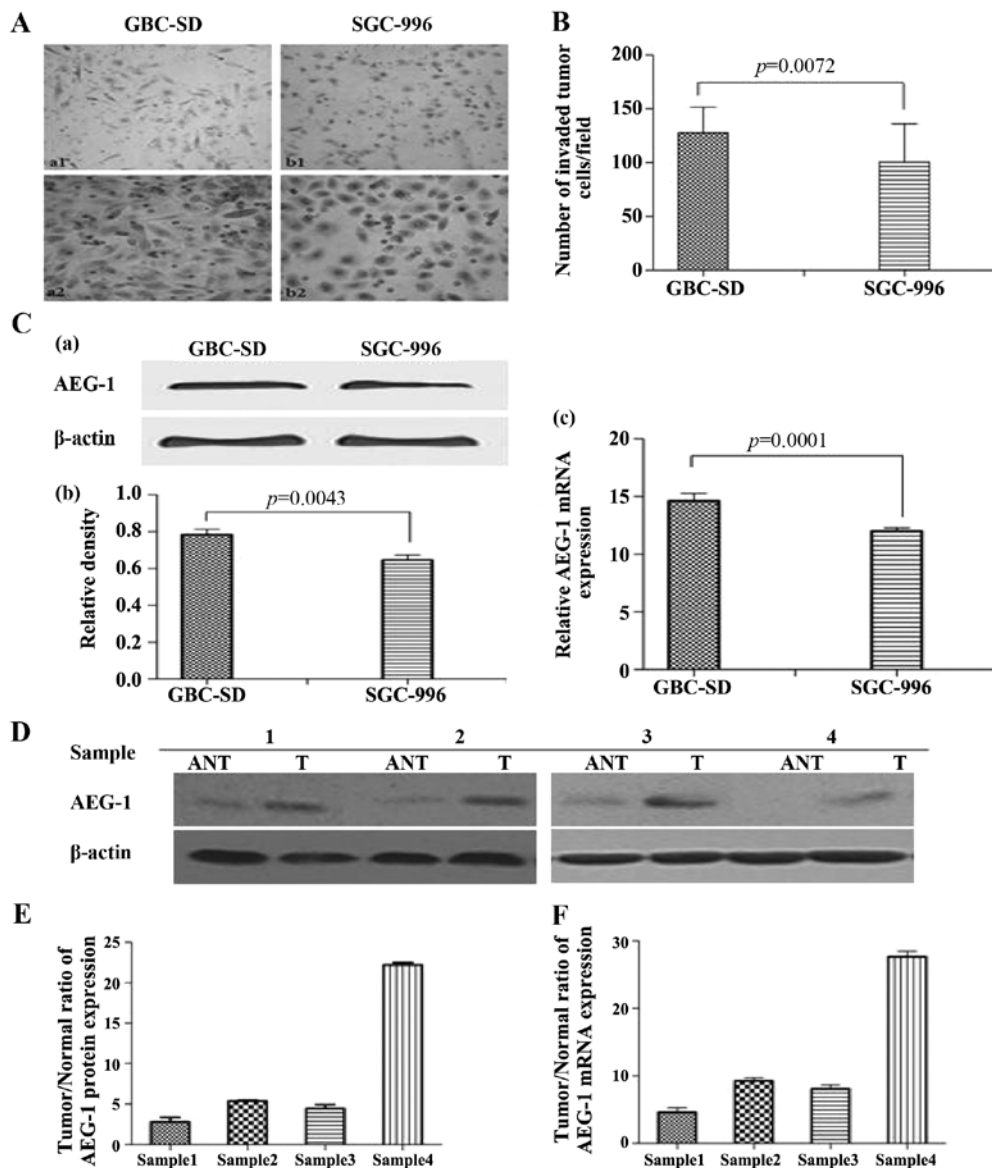 A
GBC-SD SGC-996
a1 b1
a2 b2
B
Number of invaded tumor
cells/field
200
150
100
50
0
p=0.0072
GBC-SD SGC-996
C
(a)
GBC-SD SGC-996
AEG-1
β-actin
(b)
Relative density
1.0
0.8
0.6
0.4
0.2
0.0
p=0.0043
GBC-SD SGC-996
(c)
Relative AEG-1 mRNA
expression
20
15
10
5
0
p=0.0001
GBC-SD SGC-996
D
Sample 1 2 3 4
ANT T ANT T ANT T ANT T
AEG-1
β-actin
E
Tumor/Normal ratio of
AEG-1 protein expression
25
20
15
10
5
0
Sample1 Sample2 Sample3 Sample4
F
Tumor/Normal ratio of
AEG-1 mRNA expression
30
20
10
0
Sample1 Sample2 Sample3 Sample4